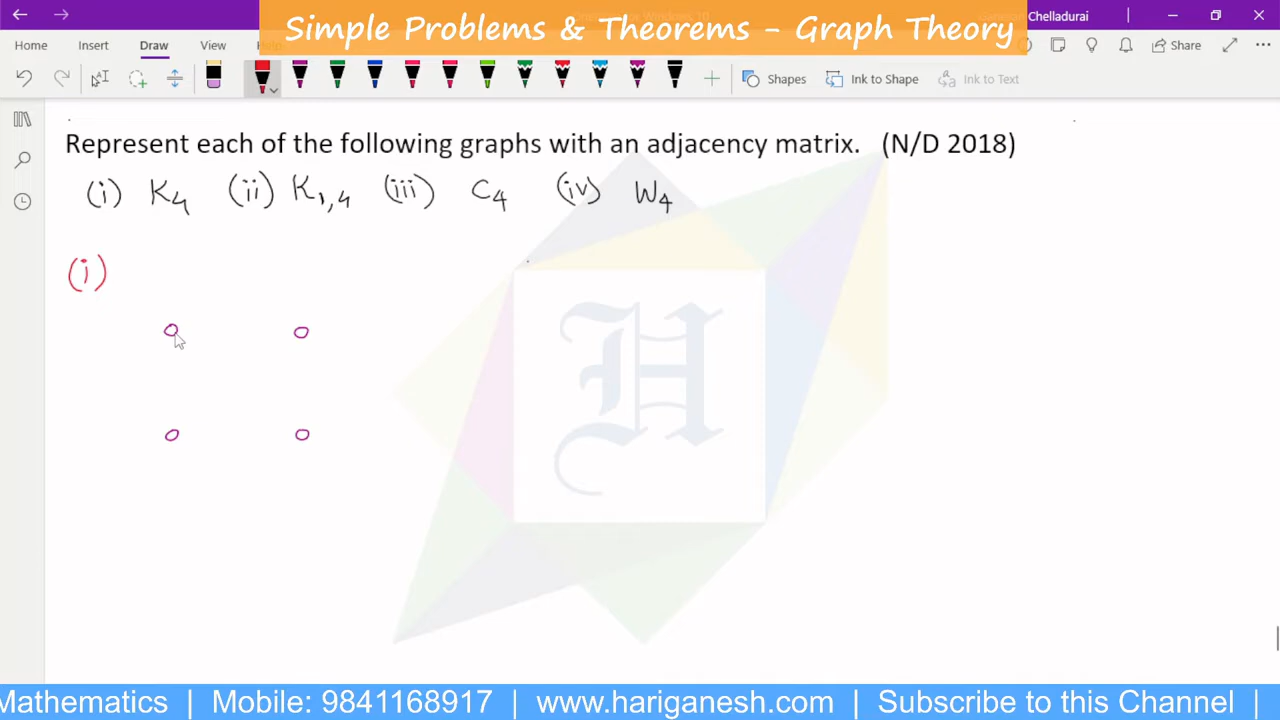 Simple Problems & Theorems - Graph Theory
Chelladurai
Home Insert Draw View
Share
Shapes Ink to Shape Ink to Text
Represent each of the following graphs with an adjacency matrix. (N/D 2018)
(i) K4 (ii) K1,4 (iii) C4 (iv) W4
(i)
H
Mathematics | Mobile: 9841168917 | www.hariganesh.com | Subscribe to this Channel |